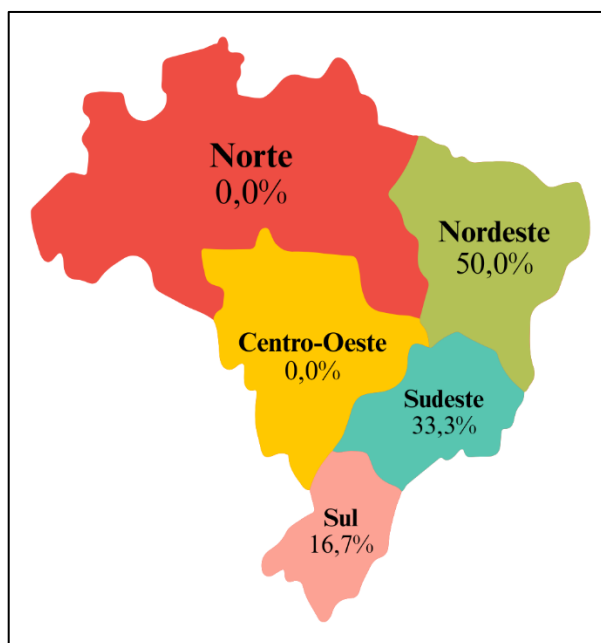 Norte
0,0%
Nordeste
50,0%
Centro-Oeste
0,0%
Sudeste
33,3%
Sul
16,7%